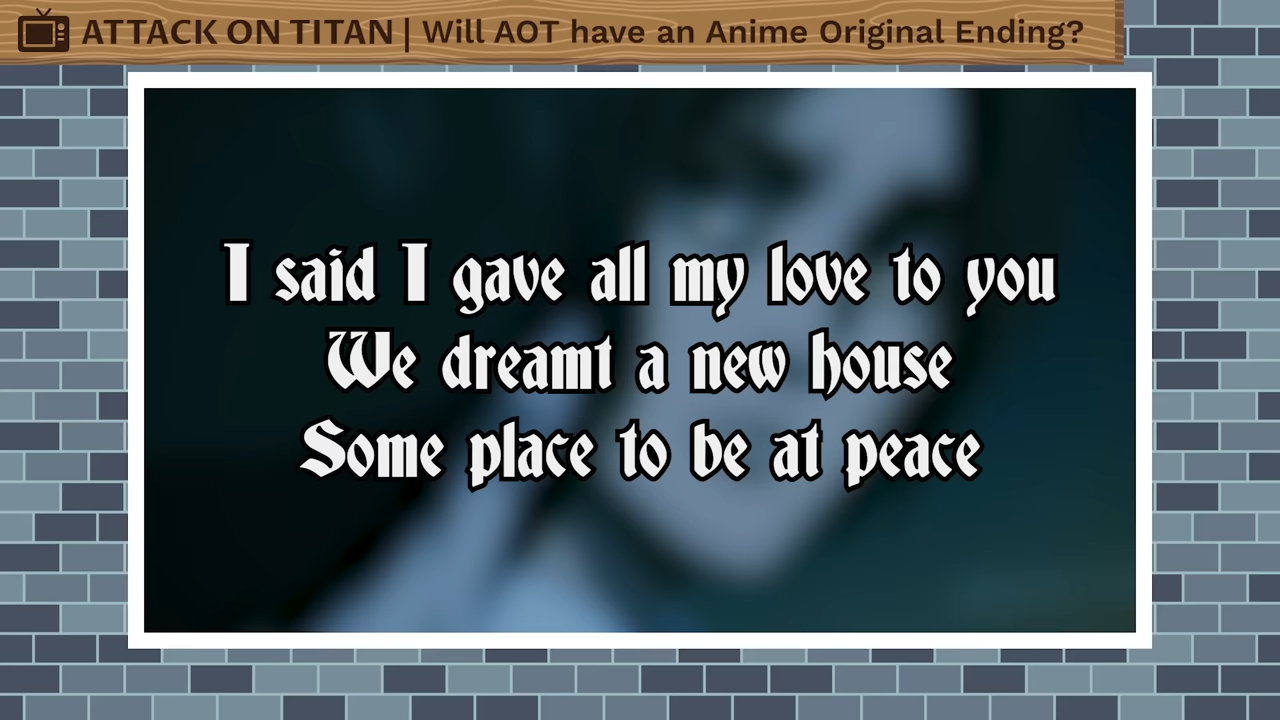 ATTACK ON TITAN | Will AOT have an Anime Original Ending?
I said I gave all my love to you
We dreamt a new house
Some place to be at peace